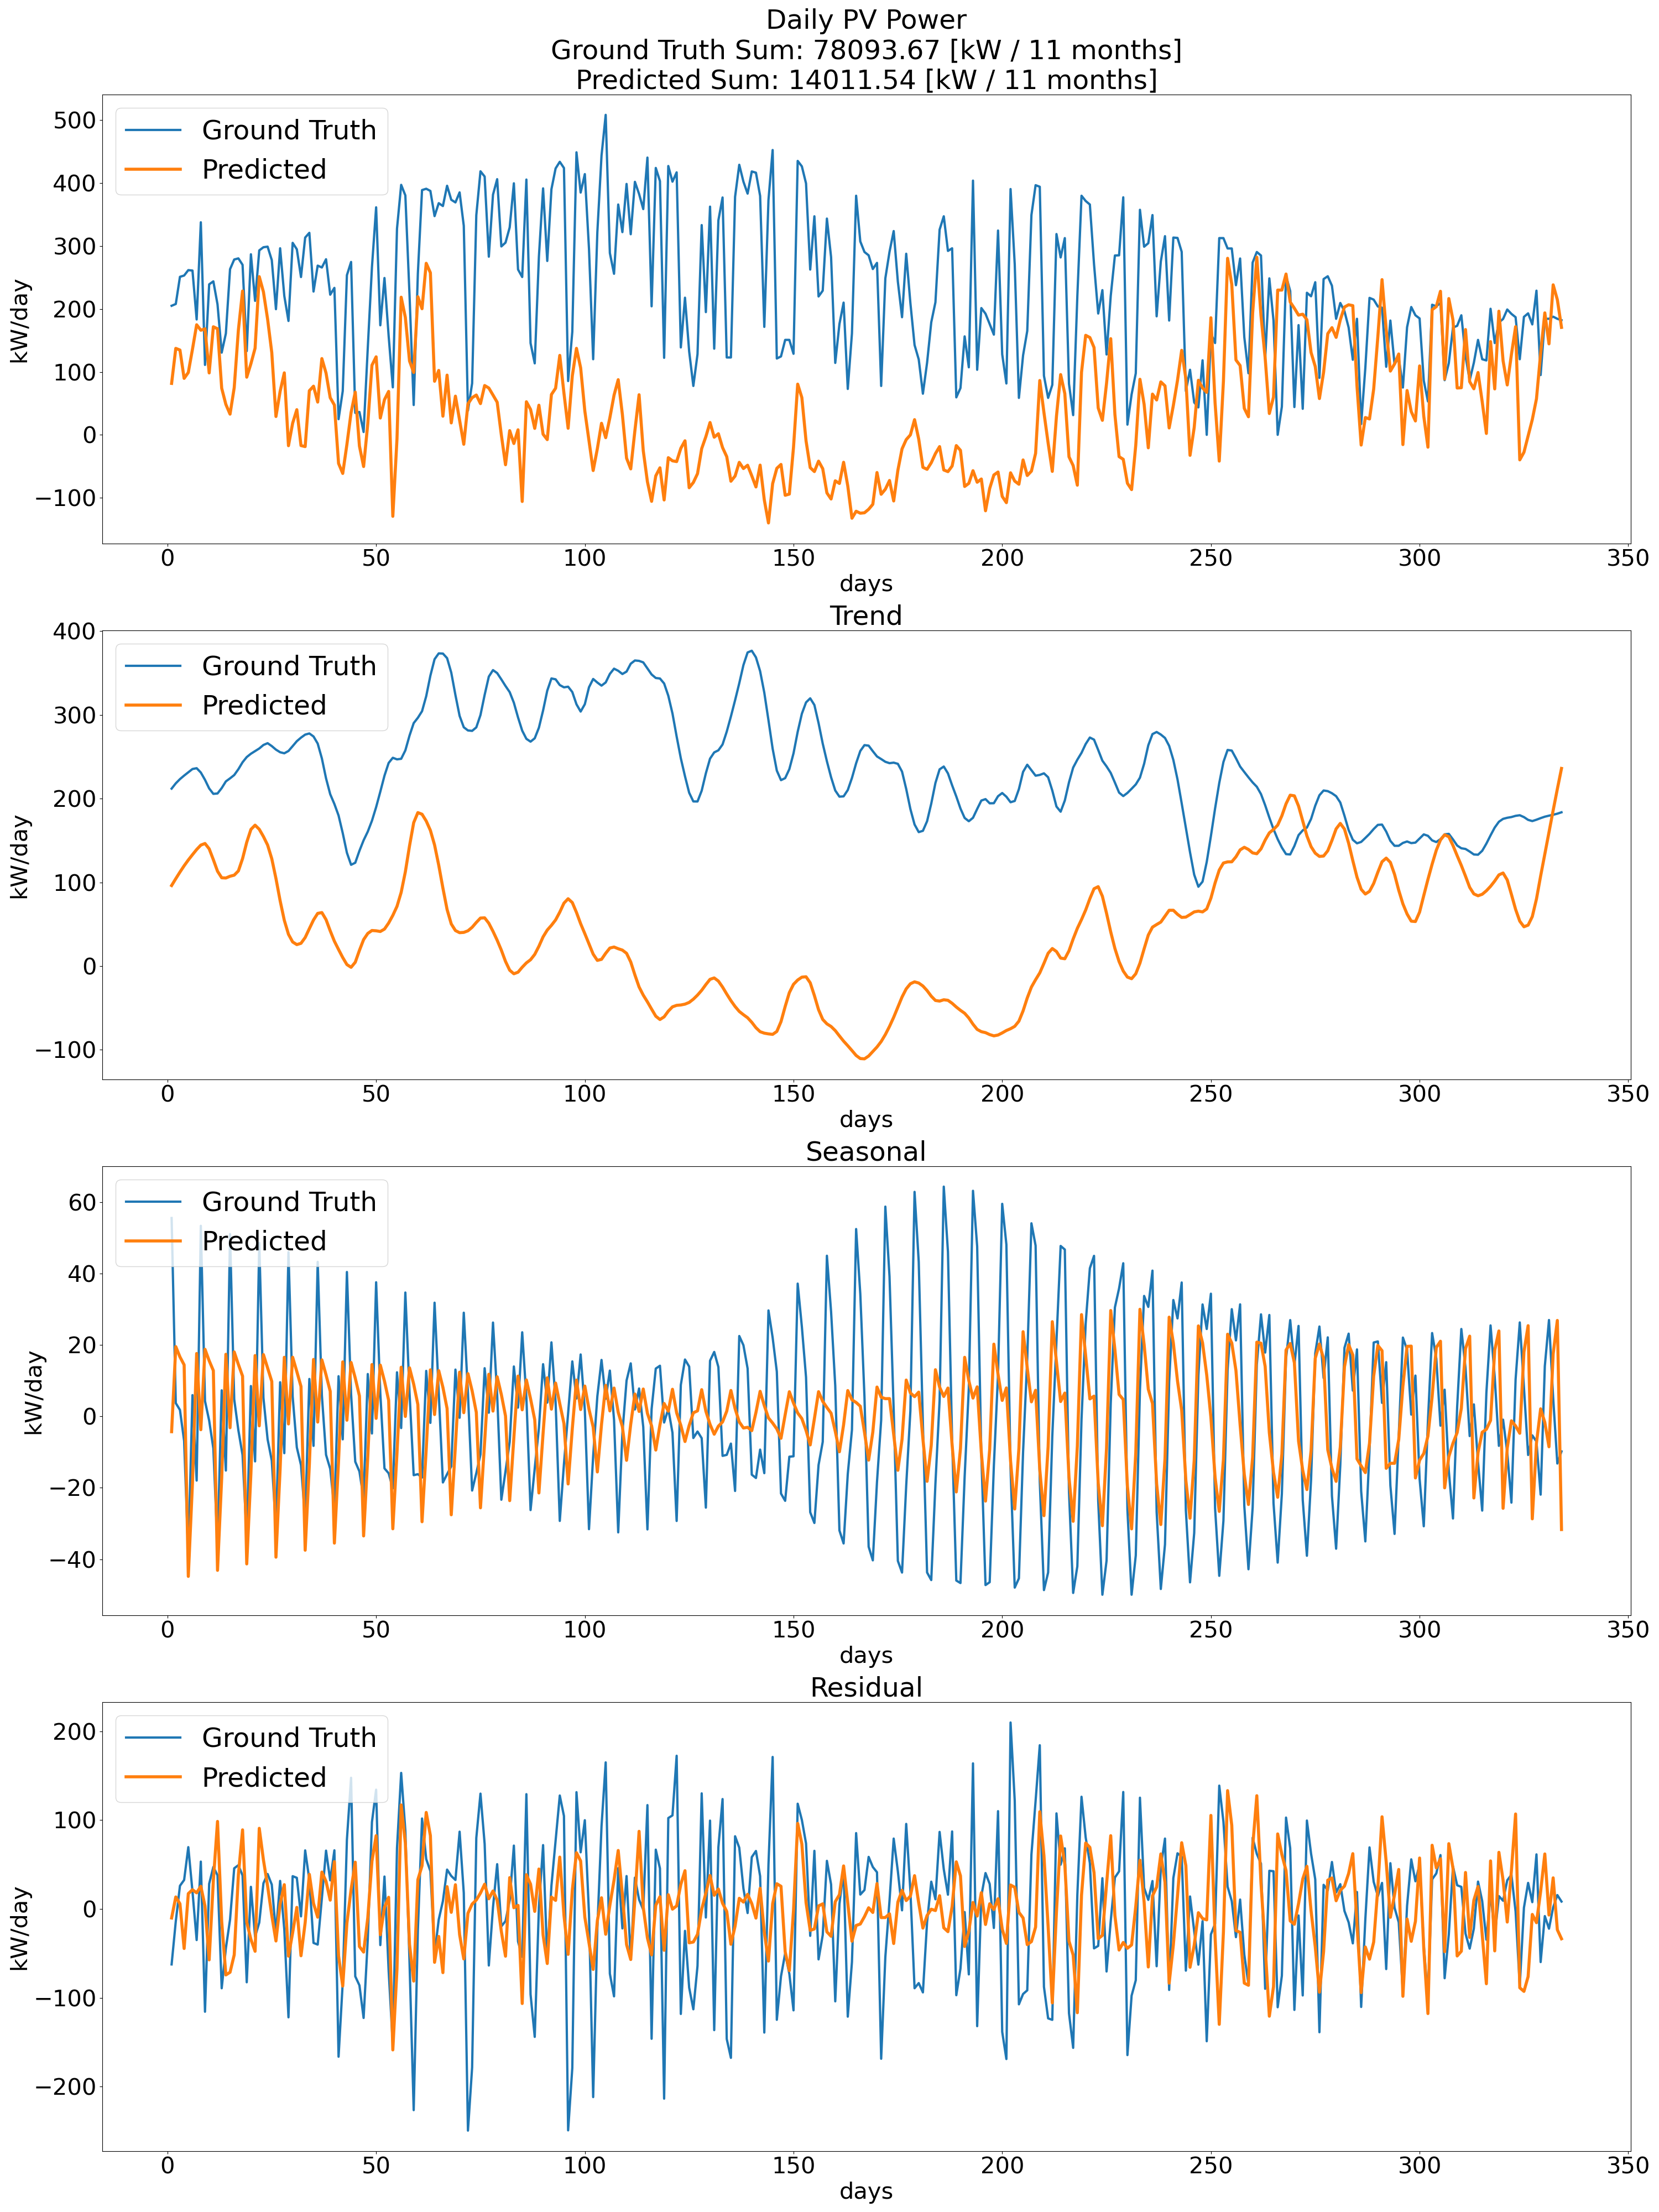 Daily PV Power
Ground Truth Sum: 78093.67 [kW / 11 months]
Predicted Sum: 14011.54 [kW / 11 months]
Ground Truth
Predicted
500
400
300
200
100
0
−100
kW/day
0 50 100 150 200 250 300 350
days
Trend
Ground Truth
Predicted
400
300
200
100
0
−100
kW/day
0 50 100 150 200 250 300 350
days
Seasonal
Ground Truth
Predicted
60
40
20
0
−20
−40
kW/day
0 50 100 150 200 250 300 350
days
Residual
Ground Truth
Predicted
200
100
0
−100
−200
kW/day
0 50 100 150 200 250 300 350
days